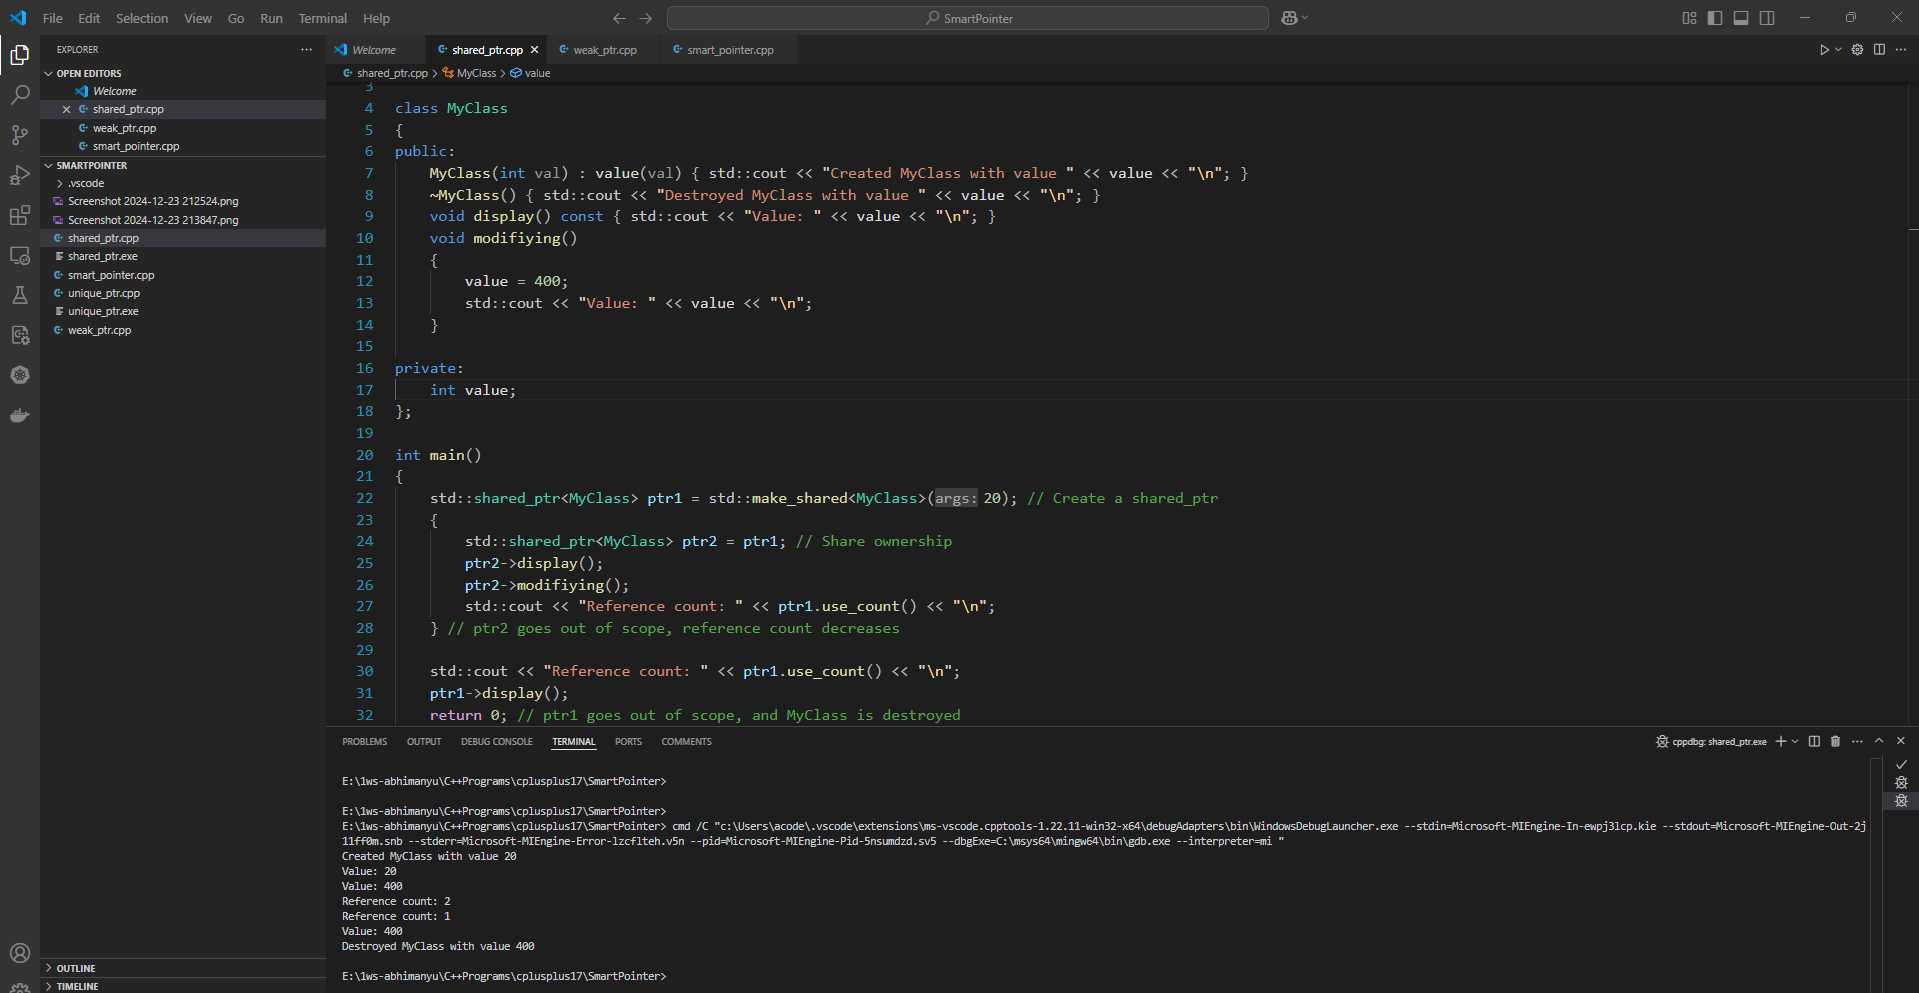 File Edit Selection View Go Run Terminal Help
SmartPointer
EXPLORER
OPEN EDITORS
Welcome
shared_ptr.cpp
weak_ptr.cpp
smart_pointer.cpp
SMARTPOINTER
.vscode
Screenshot 2024-12-23 212524.png
Screenshot 2024-12-23 213847.png
shared_ptr.cpp
shared_ptr.exe
smart_pointer.cpp
unique_ptr.cpp
unique_ptr.exe
weak_ptr.cpp
OUTLINE
TIMELINE
Welcome shared_ptr.cpp weak_ptr.cpp smart_pointer.cpp
shared_ptr.cpp > MyClass > value
3
4 class MyClass
5 {
6 public:
7 MyClass(int val) : value(val) { std::cout << "Created MyClass with value " << value << "\n"; }
8 ~MyClass() { std::cout << "Destroyed MyClass with value " << value << "\n"; }
9 void display() const { std::cout << "Value: " << value << "\n"; }
10 void modifiying()
11 {
12 value = 400;
13 std::cout << "Value: " << value << "\n";
14 }
15
16 private:
17 int value;
18 };
19
20 int main()
21 {
22 std::shared_ptr<MyClass> ptr1 = std::make_shared<MyClass>(args: 20); // Create a shared_ptr
23 {
24 std::shared_ptr<MyClass> ptr2 = ptr1; // Share ownership
25 ptr2->display();
26 ptr2->modifiying();
27 std::cout << "Reference count: " << ptr1.use_count() << "\n";
28 } // ptr2 goes out of scope, reference count decreases
29
30 std::cout << "Reference count: " << ptr1.use_count() << "\n";
31 ptr1->display();
32 return 0; // ptr1 goes out of scope, and MyClass is destroyed
PROBLEMS OUTPUT DEBUG CONSOLE TERMINAL PORTS COMMENTS
cppdbg: shared_ptr.exe
E:\1ws-abhimanyu\C++Programs\cplusplus17\SmartPointer>
E:\1ws-abhimanyu\C++Programs\cplusplus17\SmartPointer>
E:\1ws-abhimanyu\C++Programs\cplusplus17\SmartPointer> cmd /C "c:\Users\acode\.vscode\extensions\ms-vscode.cpptools-1.22.11-win32-x64\debugAdapters\bin\WindowsDebugLauncher.exe --stdin=Microsoft-MIEngine-In-ewpj3lcp.kie --stdout=Microsoft-MIEngine-Out-2j
11ff0m.snb --stderr=Microsoft-MIEngine-Error-lzcflteh.v5n --pid=Microsoft-MIEngine-Pid-5nsumdzd.sv5 --dbgExe=C:\msys64\mingw64\bin\gdb.exe --interpreter=mi "
Created MyClass with value 20
Value: 20
Value: 400
Reference count: 2
Reference count: 1
Value: 400
Destroyed MyClass with value 400
E:\1ws-abhimanyu\C++Programs\cplusplus17\SmartPointer>